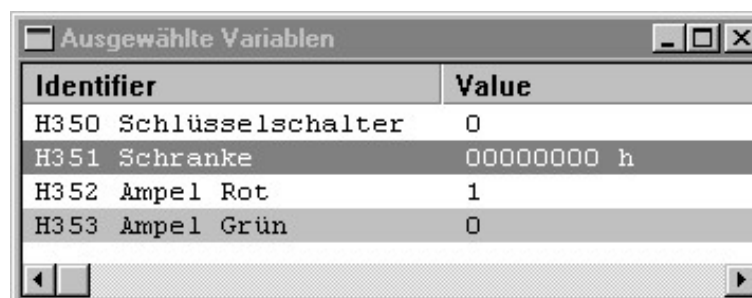 Ausgewählte Variablen
Identifier Value
H350 Schlüsselschalter 0
H351 Schranke 00000000 h
H352 Ampel Rot 1
H353 Ampel Grün 0